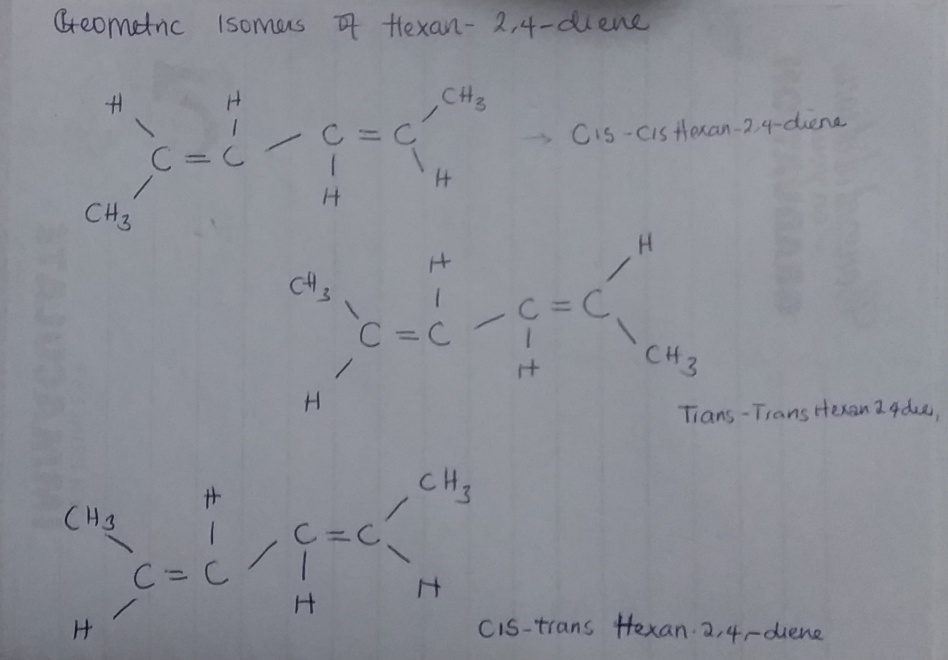 Geometric Isomers of Hexan-2,4-diene
H H CH3
C = C — C = C → Cis-Cis Hexan-2,4-diene
CH3 H H
CH3 H H
C = C — C = C
H H CH3
Trans-Trans Hexan 2 4 die,
CH3 H CH3
C = C — C = C
H H H
Cis-trans Hexan.2,4-diene